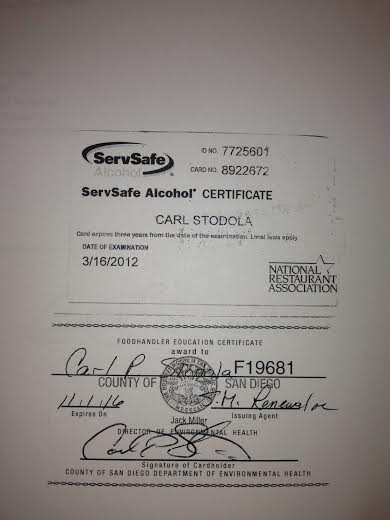 ServSafe®
Alcohol
ID NO. 7725601
CARD NO. 8922672
ServSafe Alcohol® CERTIFICATE
CARL STODOLA
Card expires three years from the date of the examination. Local laws apply.
DATE OF EXAMINATION
3/16/2012
NATIONAL
RESTAURANT
ASSOCIATION
FOODHANDLER EDUCATION CERTIFICATE
award to
Carl P Stodola F19681
COUNTY OF SAN DIEGO
11/1/16
Expires On
Issuing Agent
Jack Miller
DIRECTOR OF ENVIRONMENTAL HEALTH
Signature of Cardholder
COUNTY OF SAN DIEGO DEPARTMENT OF ENVIRONMENTAL HEALTH